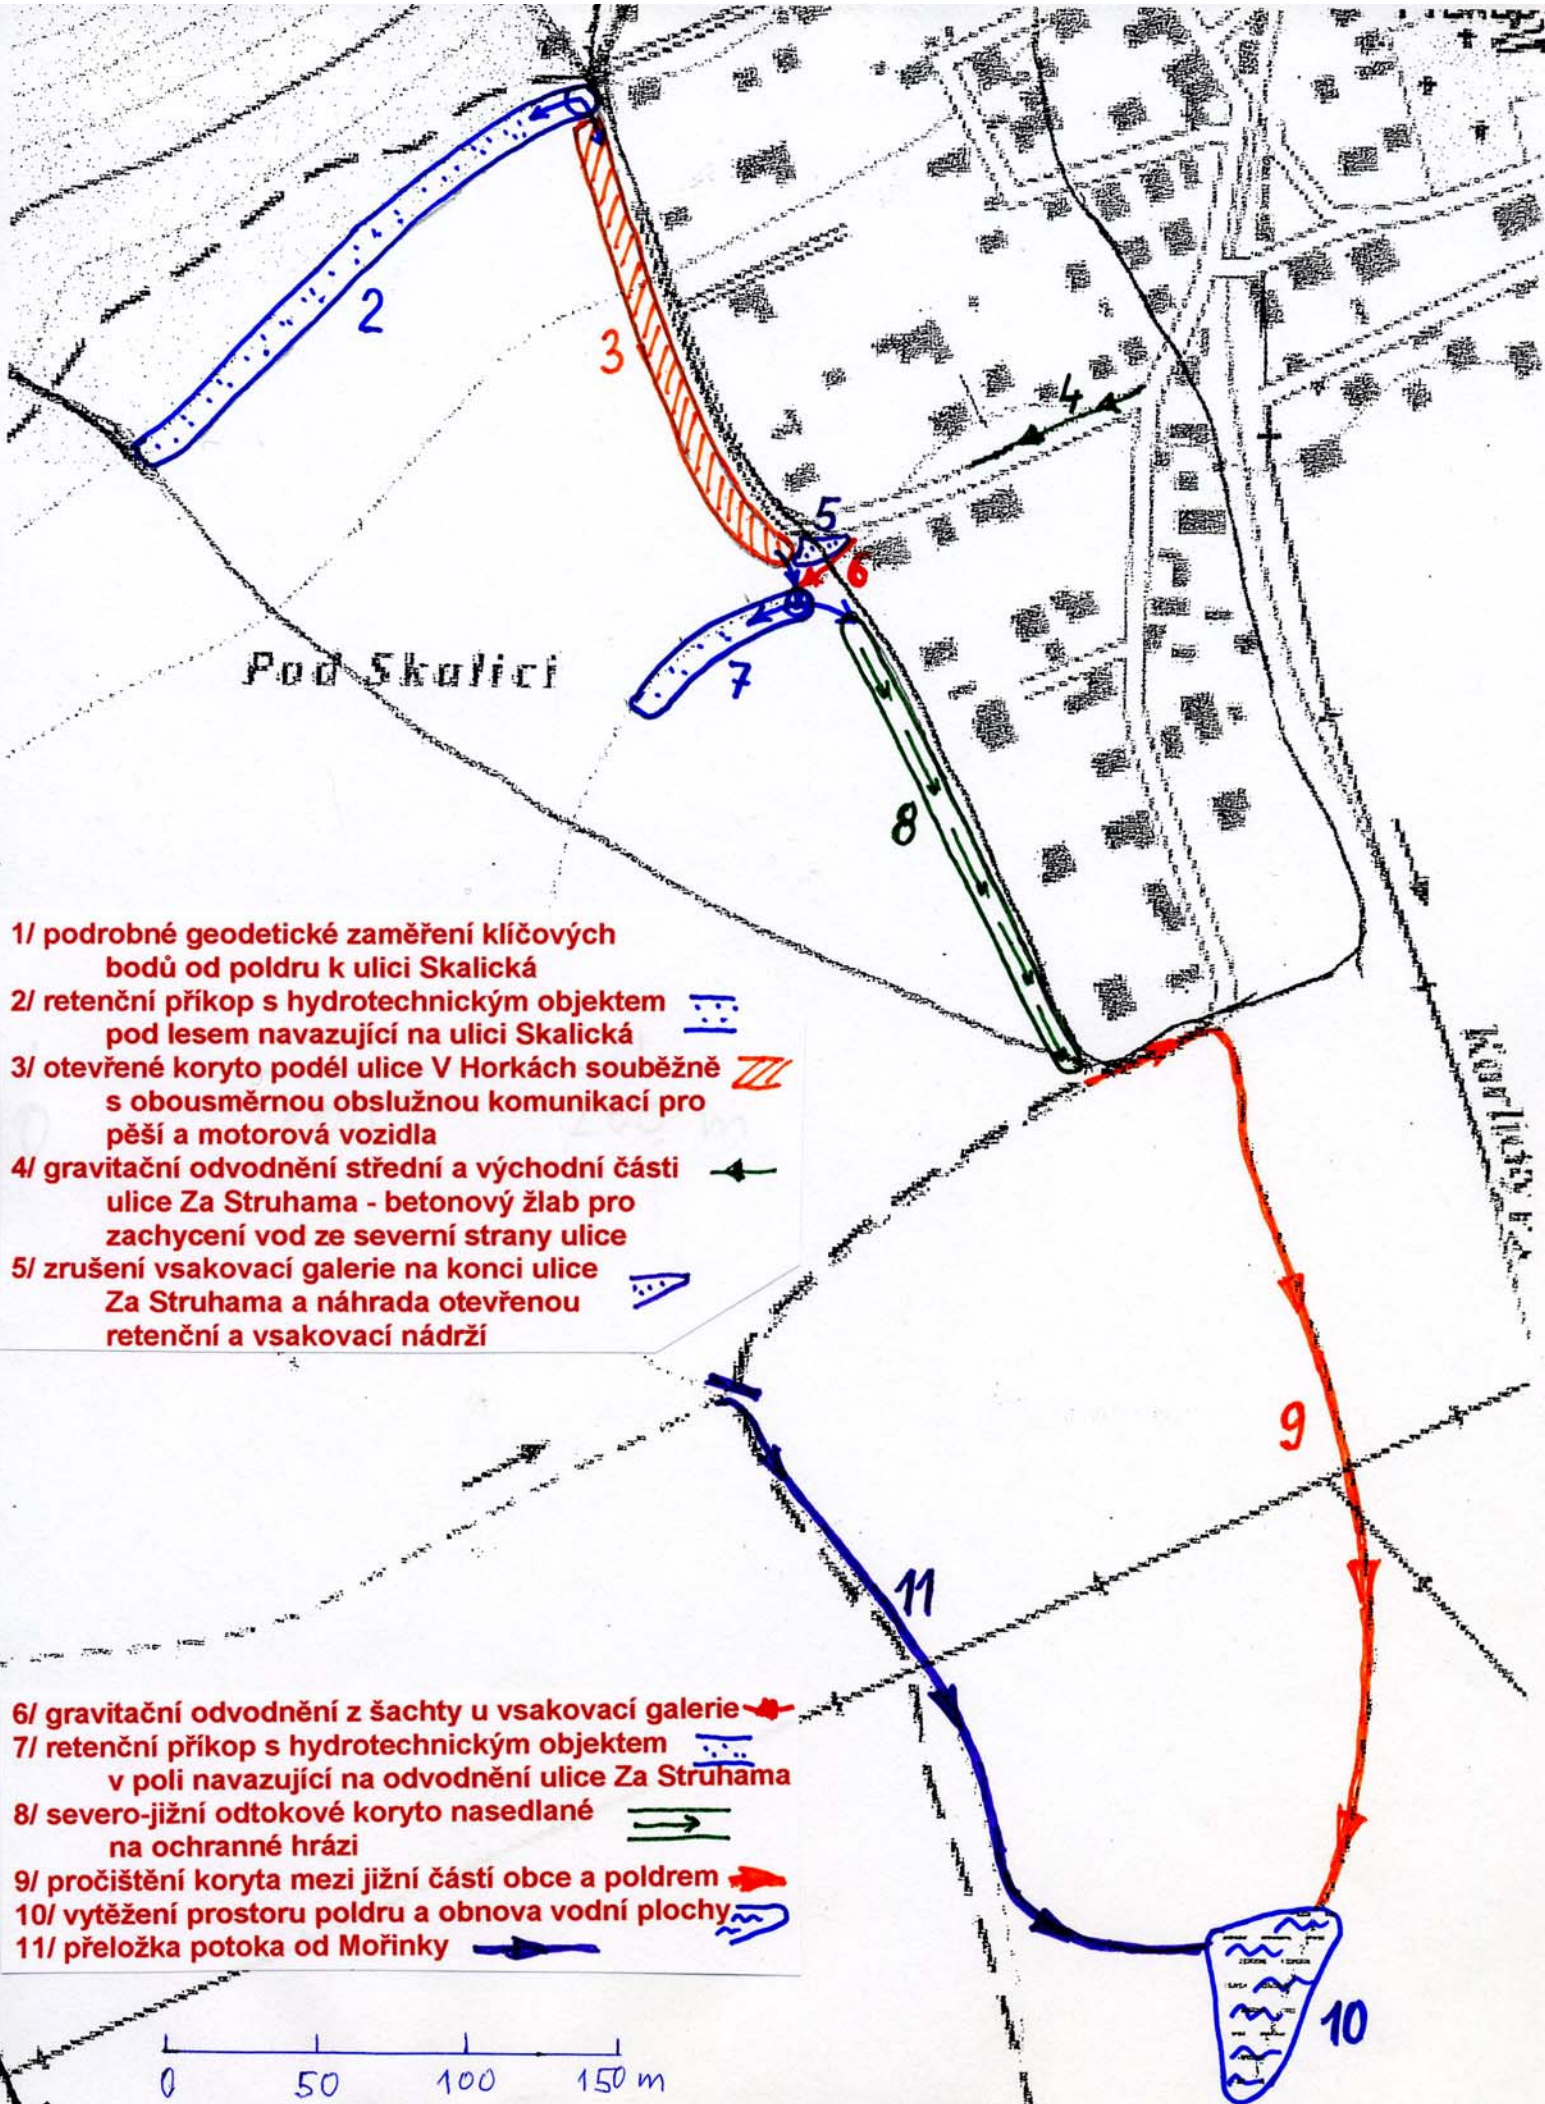 2
3
4
5
6
Pod Skalici
7
8
1/ podrobné geodetické zaměření klíčových
bodů od poldru k ulici Skalická
2/ retenční příkop s hydrotechnickým objektem
pod lesem navazující na ulici Skalická
3/ otevřené koryto podél ulice V Horkách souběžně
s obousměrnou obslužnou komunikací pro
pěší a motorová vozidla
4/ gravitační odvodnění střední a východní části
ulice Za Struhama - betonový žlab pro
zachycení vod ze severní strany ulice
5/ zrušení vsakovací galerie na konci ulice
Za Struhama a náhrada otevřenou
retenční a vsakovací nádrží
9
11
6/ gravitační odvodnění z šachty u vsakovací galerie
7/ retenční příkop s hydrotechnickým objektem
v poli navazující na odvodnění ulice Za Struhama
8/ severo-jižní odtokové koryto nasedlané
na ochranné hrázi
9/ pročištění koryta mezi jižní částí obce a poldrem
10/ vytěžení prostoru poldru a obnova vodní plochy
11/ přeložka potoka od Mořinky
10
0 50 100 150 m